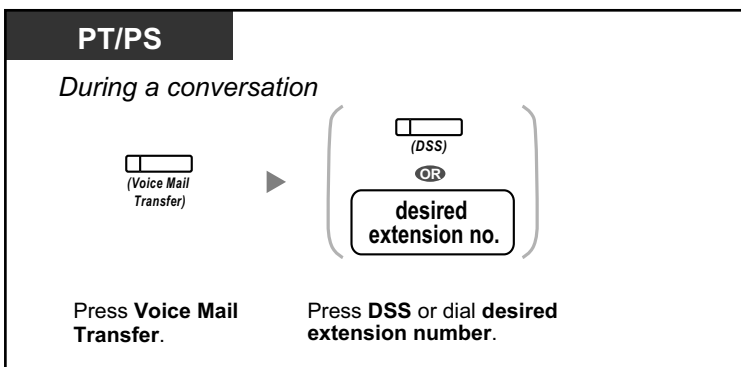 PT/PS
During a conversation
(Voice Mail
Transfer)
(DSS)
OR
desired
extension no.
Press Voice Mail
Transfer.
Press DSS or dial desired
extension number.